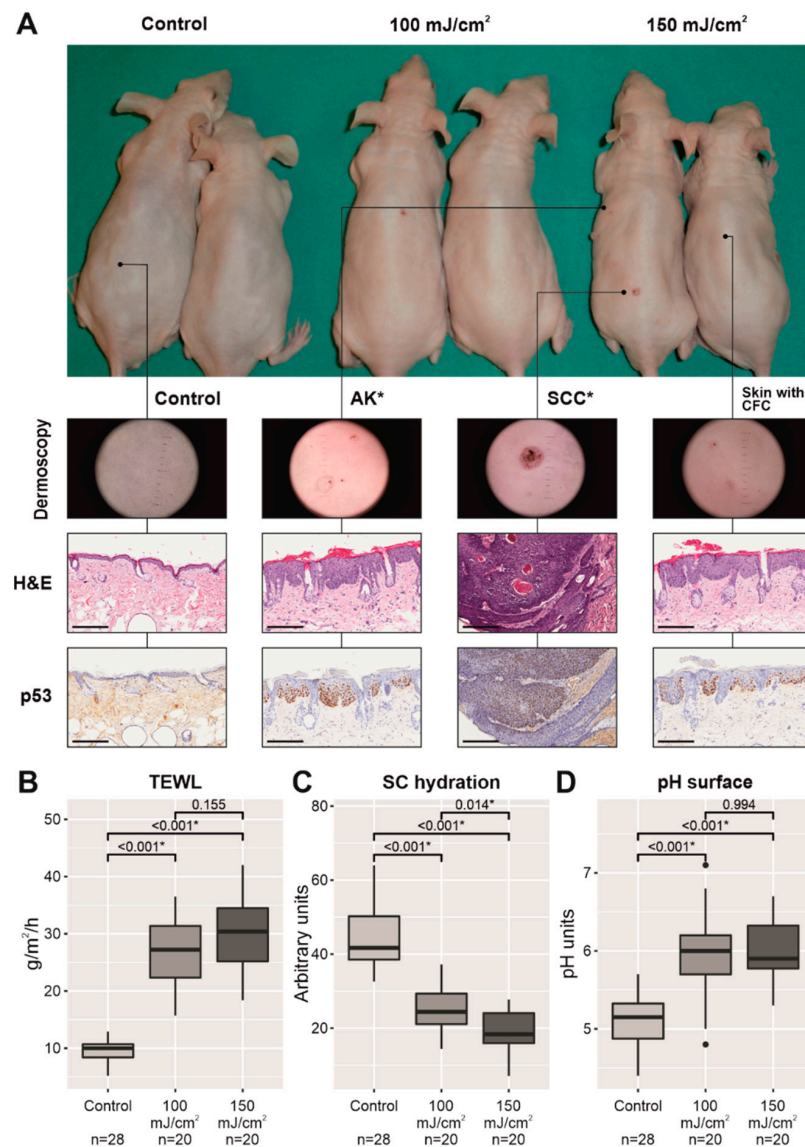 A
Control 100 mJ/cm² 150 mJ/cm²
Control AK* SCC* Skin with
CFC
Dermoscopy
H&E
p53
B TEWL
0.155
<0.001*
<0.001*
g/m²/h
50
40
30
20
10
Control 100 150
mJ/cm² mJ/cm²
n=28 n=20 n=20
C SC hydration
0.014*
<0.001*
<0.001*
Arbitrary units
80
60
40
20
Control 100 150
mJ/cm² mJ/cm²
n=28 n=20 n=20
D pH surface
0.994
<0.001*
<0.001*
pH units
7
6
5
Control 100 150
mJ/cm² mJ/cm²
n=28 n=20 n=20